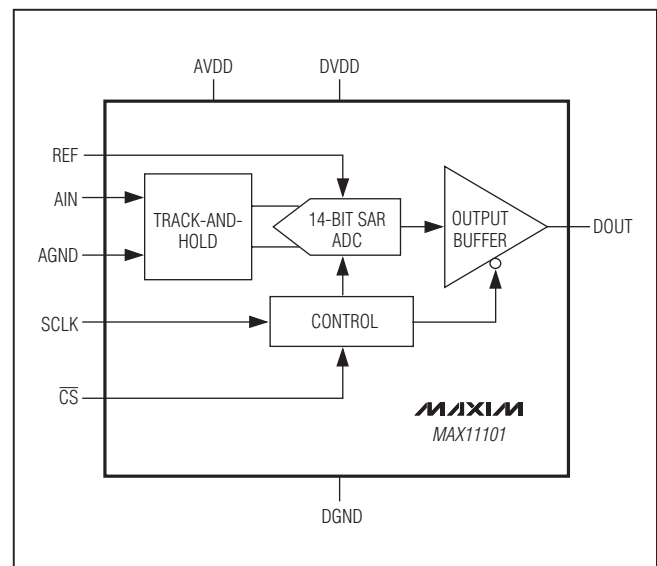 AVDD DVDD
REF
AIN
AGND
SCLK
CS
TRACK-AND-
HOLD
14-BIT SAR
ADC
OUTPUT
BUFFER
DOUT
CONTROL
MAXIM
MAX11101
DGND